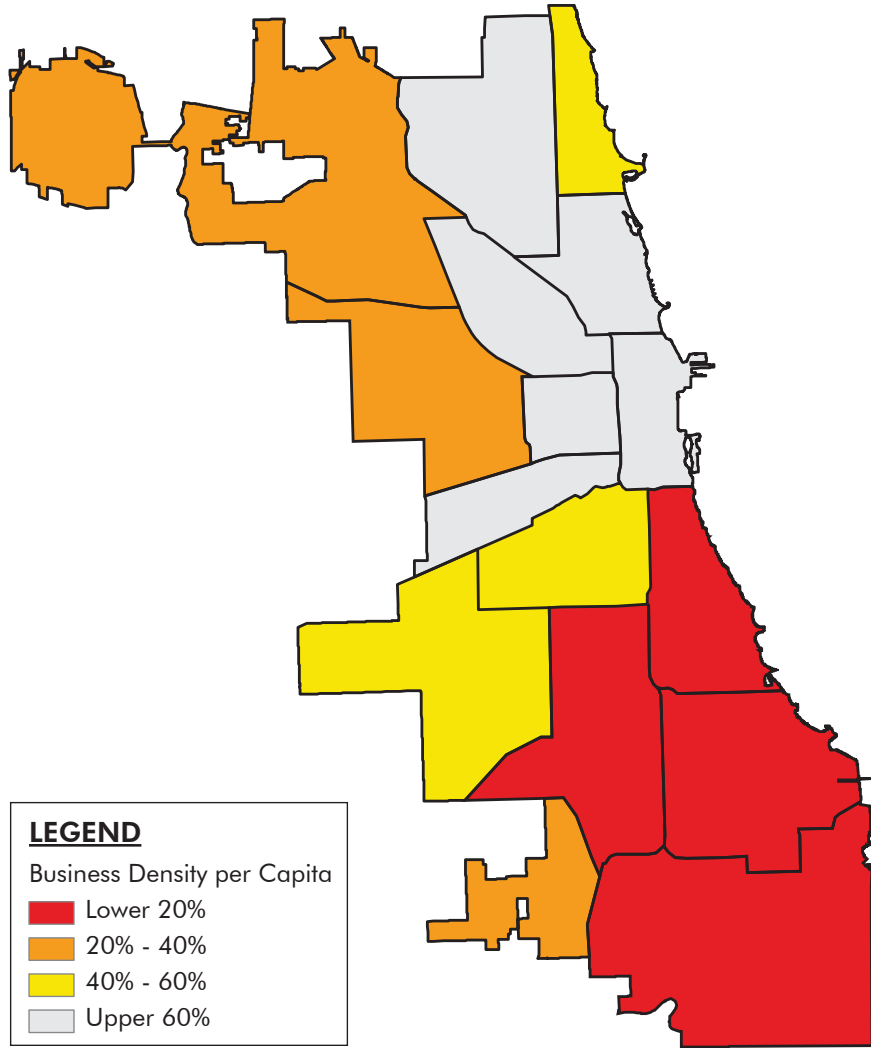 LEGEND
Business Density per Capita
Lower 20%
20% - 40%
40% - 60%
Upper 60%